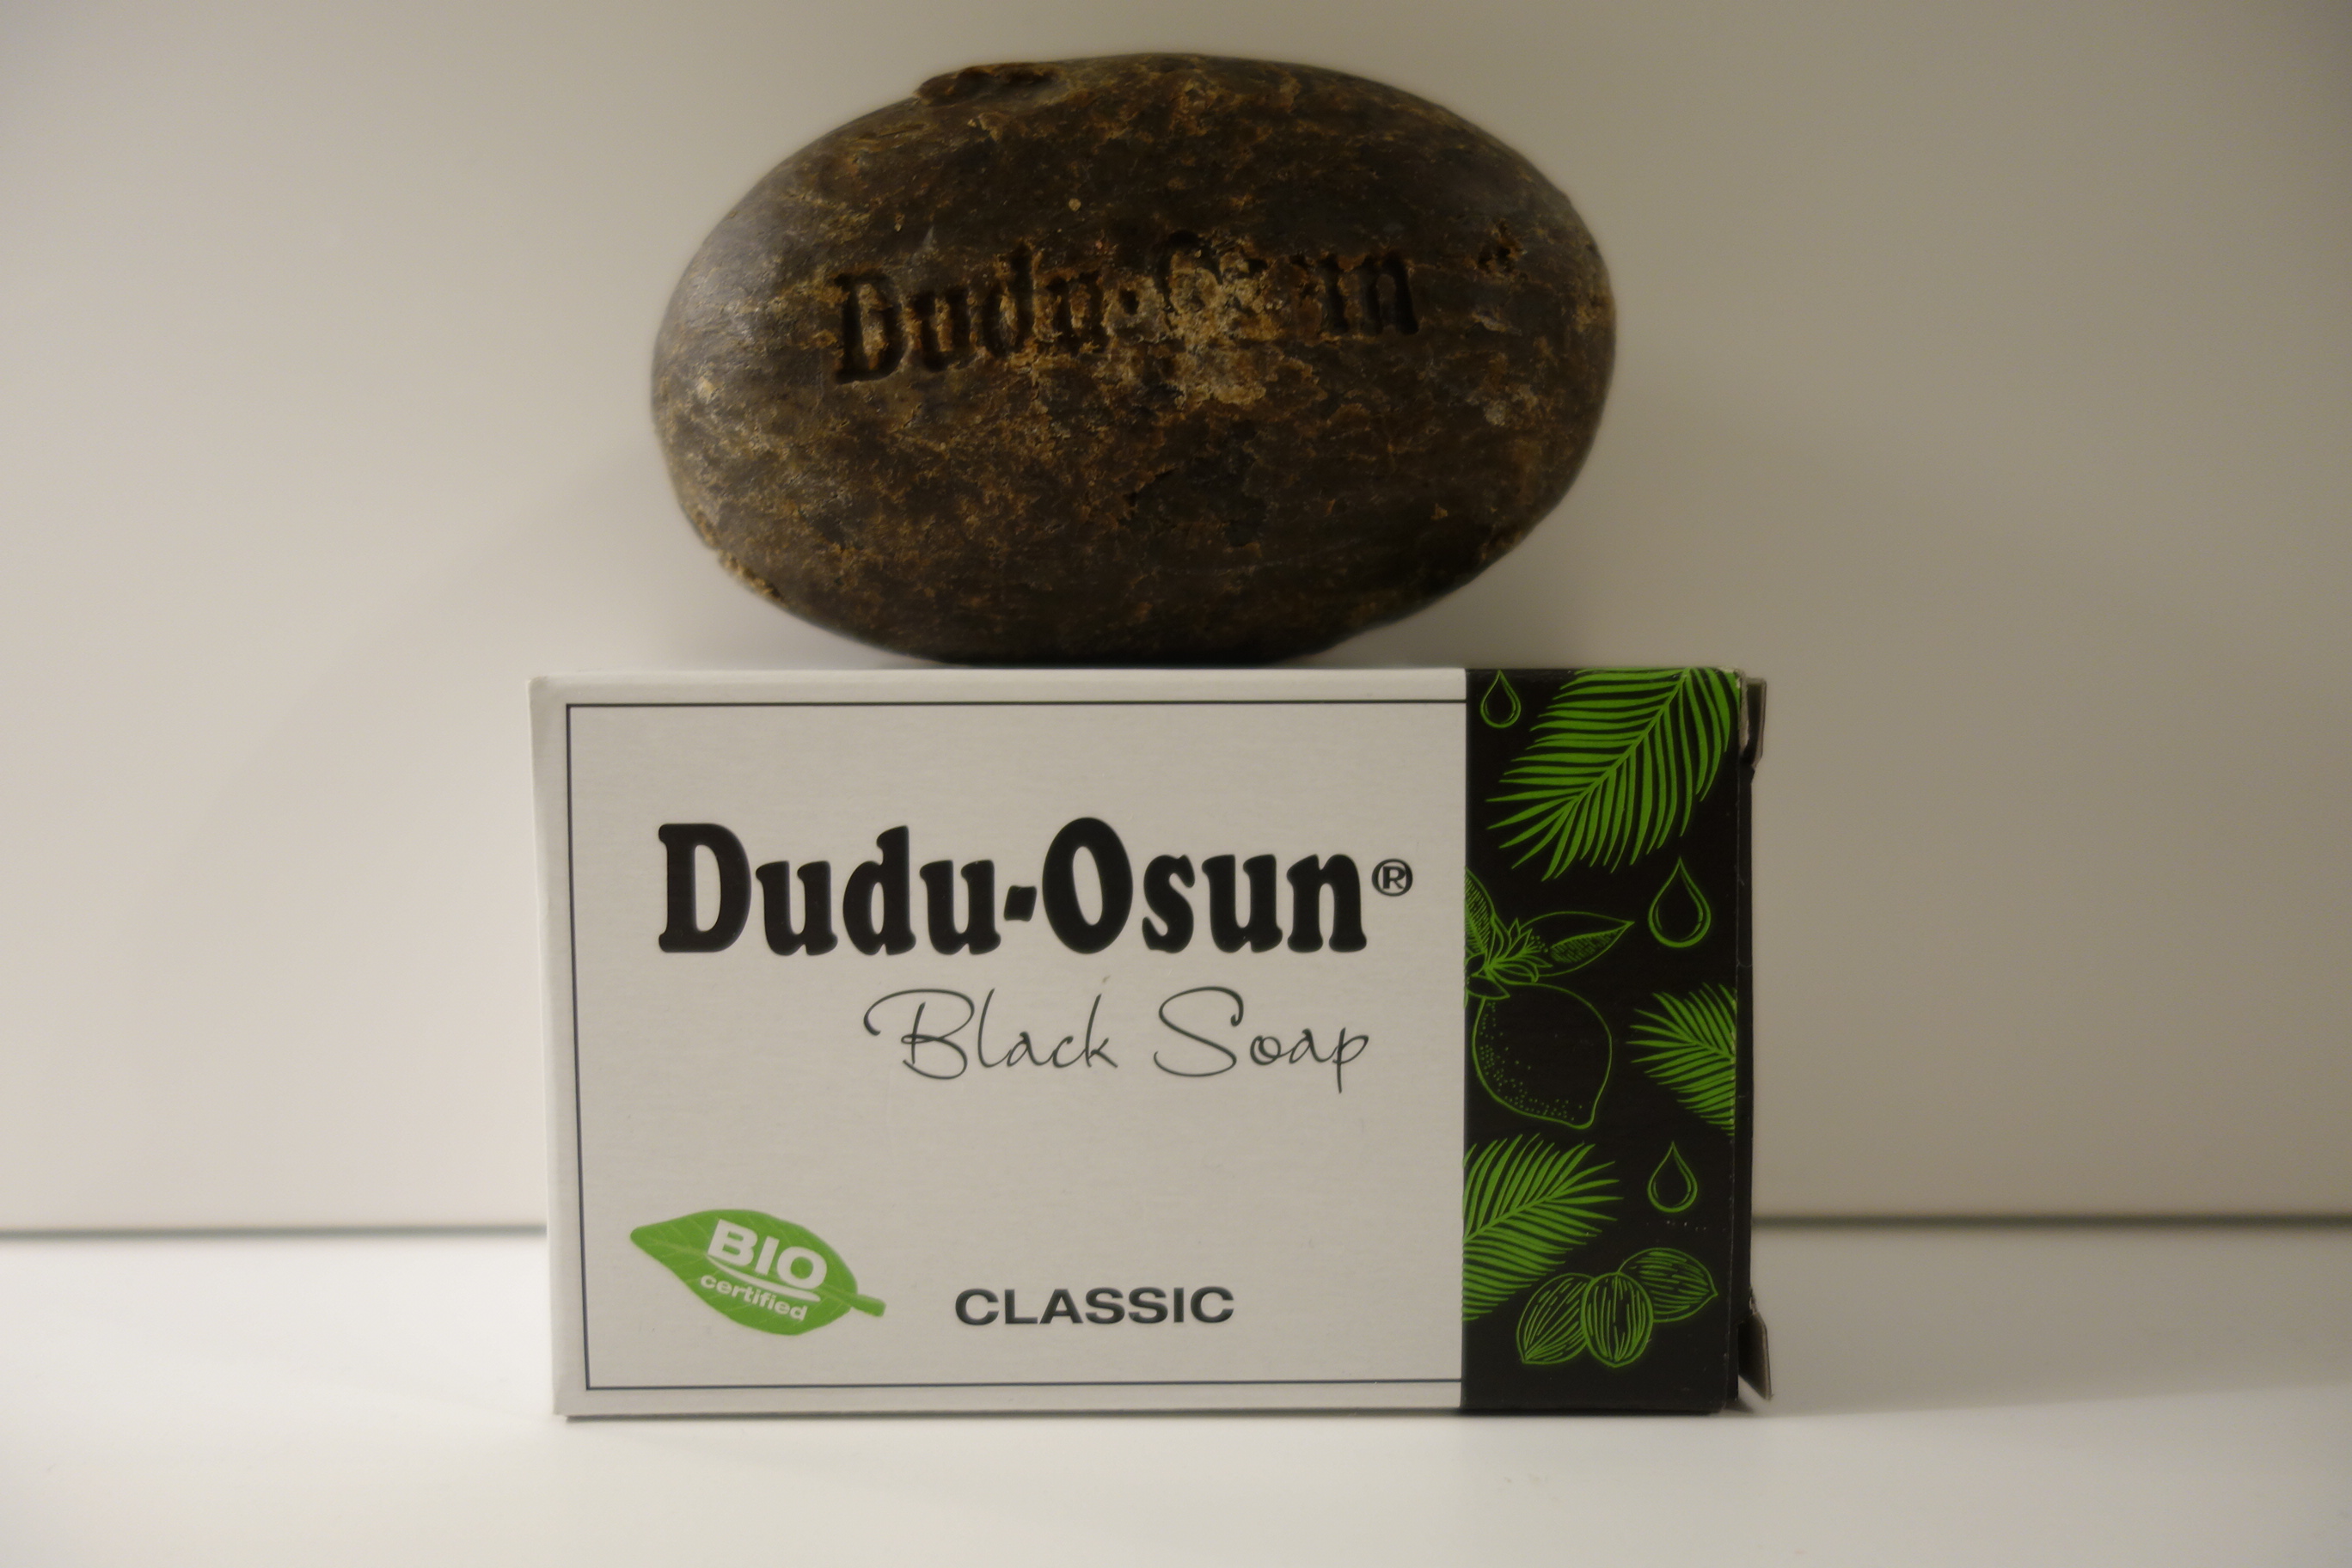 Dudu-Osun
Dudu-Osun®
Black Soap
BIO
certified
CLASSIC